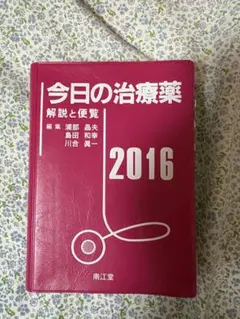 今日の治療薬
解説と便覧
編集 浦部 晶夫
島田 和幸
川合 眞一
2016
南江堂